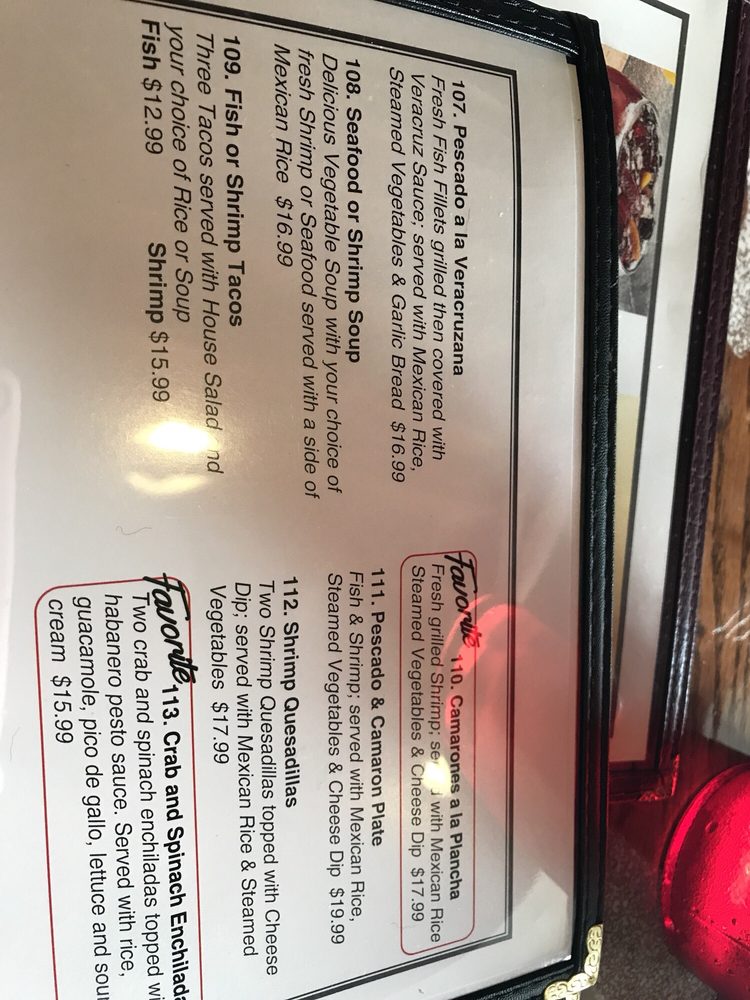 107. Pescado a la Veracruzana
Fresh Fish Fillets grilled then covered with
Veracruz Sauce; served with Mexican Rice,
Steamed Vegetables & Garlic Bread $16.99
108. Seafood or Shrimp Soup
Delicious Vegetable Soup with your choice of
fresh Shrimp or Seafood served with a side of
Mexican Rice $16.99
109. Fish or Shrimp Tacos
Three Tacos served with House Salad and
your choice of Rice or Soup
Fish $12.99 Shrimp $15.99
Favorite 110. Camarones a la Plancha
Fresh grilled Shrimp; served with Mexican Rice
Steamed Vegetables & Cheese Dip $17.99
111. Pescado & Camaron Plate
Fish & Shrimp; served with Mexican Rice,
Steamed Vegetables & Cheese Dip $19.99
112. Shrimp Quesadillas
Two Shrimp Quesadillas topped with Cheese
Dip; served with Mexican Rice & Steamed
Vegetables $17.99
Favorite 113. Crab and Spinach Enchilada
Two crab and spinach enchiladas topped wi
habanero pesto sauce. Served with rice,
guacamole, pico de gallo, lettuce and sour
cream $15.99